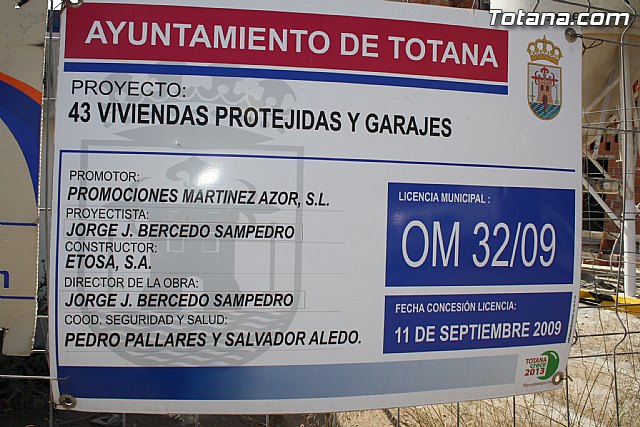 Totana.com
AYUNTAMIENTO DE TOTANA
PROYECTO:
43 VIVIENDAS PROTEJIDAS Y GARAJES
PROMOTOR:
PROMOCIONES MARTINEZ AZOR, S.L.
PROYECTISTA:
JORGE J. BERCEDO SAMPEDRO
CONSTRUCTOR:
ETOSA, S.A.
DIRECTOR DE LA OBRA:
JORGE J. BERCEDO SAMPEDRO
COOD. SEGURIDAD Y SALUD:
PEDRO PALLARES Y SALVADOR ALEDO.
LICENCIA MUNICIPAL :
OM 32/09
FECHA CONCESIÓN LICENCIA:
11 DE SEPTIEMBRE 2009
TOTANA
crece
2013